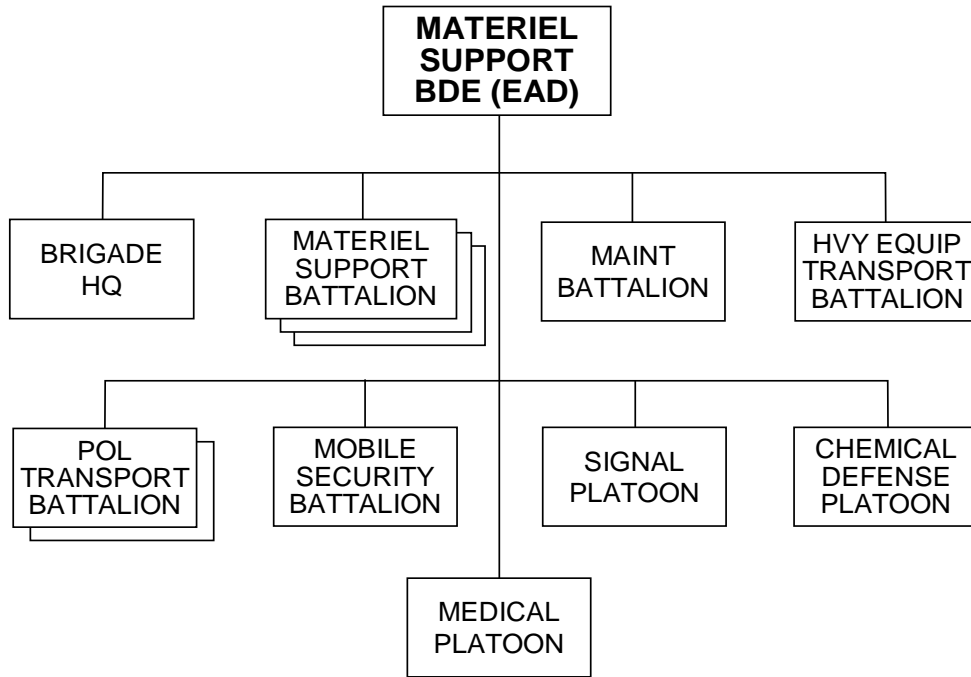 MATERIEL
SUPPORT
BDE (EAD)
BRIGADE
HQ
MATERIEL
SUPPORT
BATTALION
MAINT
BATTALION
HVY EQUIP
TRANSPORT
BATTALION
POL
TRANSPORT
BATTALION
MOBILE
SECURITY
BATTALION
SIGNAL
PLATOON
CHEMICAL
DEFENSE
PLATOON
MEDICAL
PLATOON